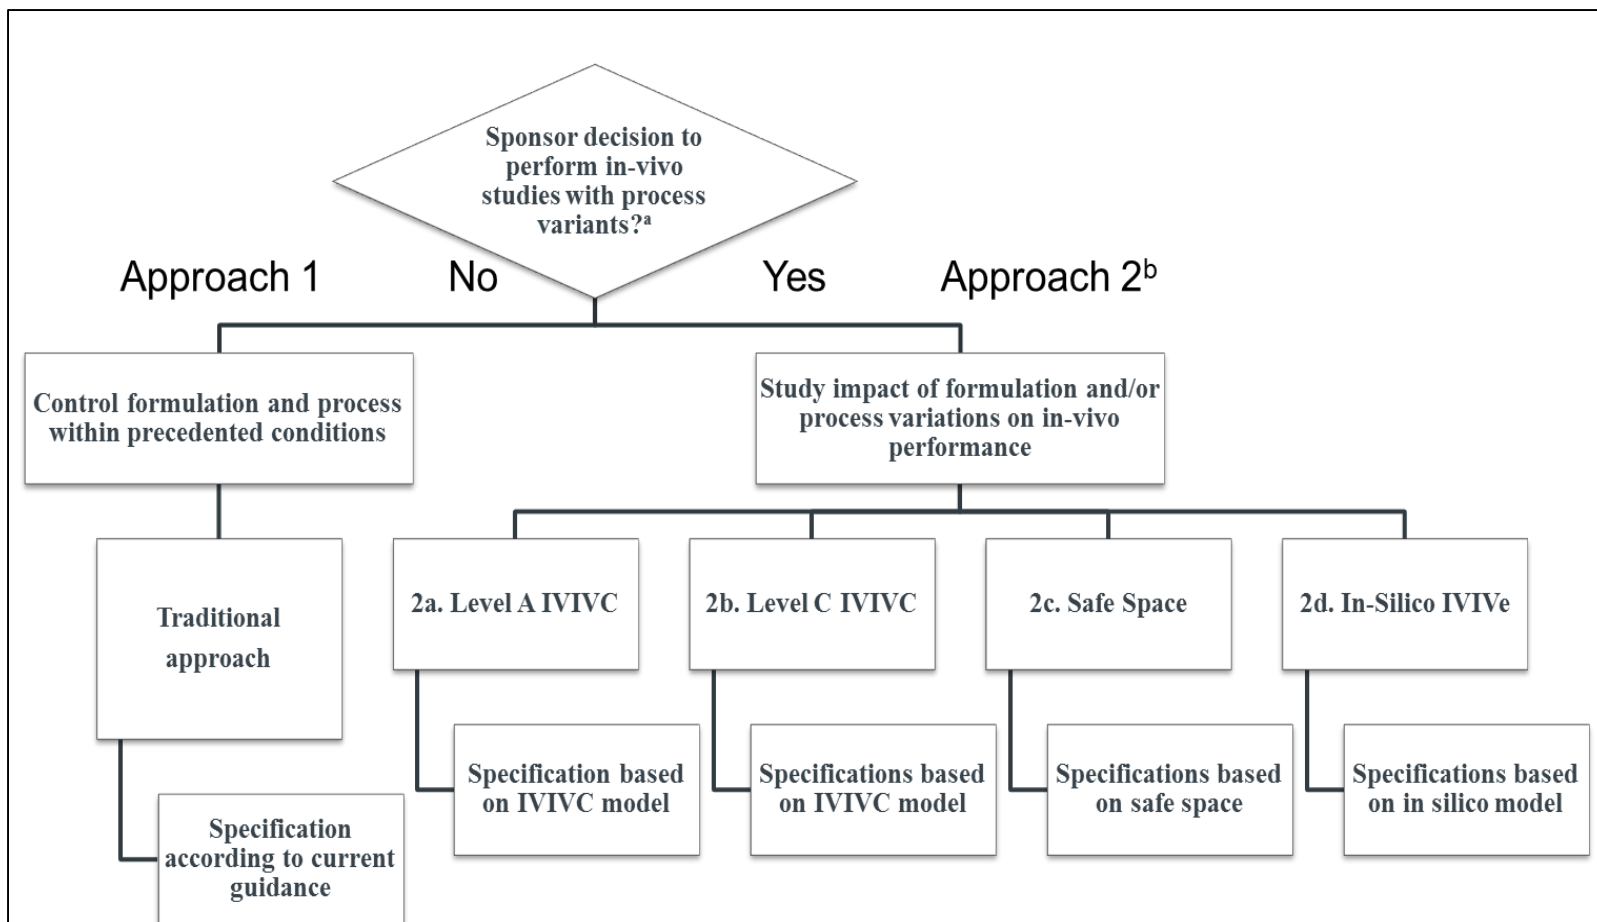 Sponsor decision to
perform in-vivo
studies with process
variants?ᵃ
Approach 1
No
Yes
Approach 2ᵇ
Control formulation and process
within precedented conditions
Study impact of formulation and/or
process variations on in-vivo
performance
Traditional
approach
2a. Level A IVIVC
2b. Level C IVIVC
2c. Safe Space
2d. In-Silico IVIVe
Specification
according to current
guidance
Specification based
on IVIVC model
Specifications based
on IVIVC model
Specifications based
on safe space
Specifications based
on in silico model